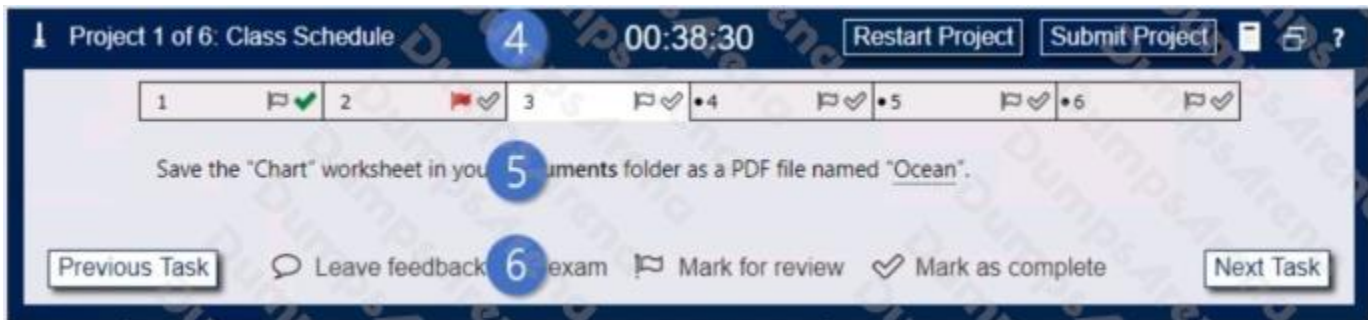 Project 1 of 6: Class Schedule 4 00:38:30 Restart Project Submit Project ?
1 2 3 •4 •5 •6
Save the "Chart" worksheet in you 5 uments folder as a PDF file named "Ocean".
Previous Task Leave feedback 6 exam Mark for review Mark as complete Next Task
DumpsArena